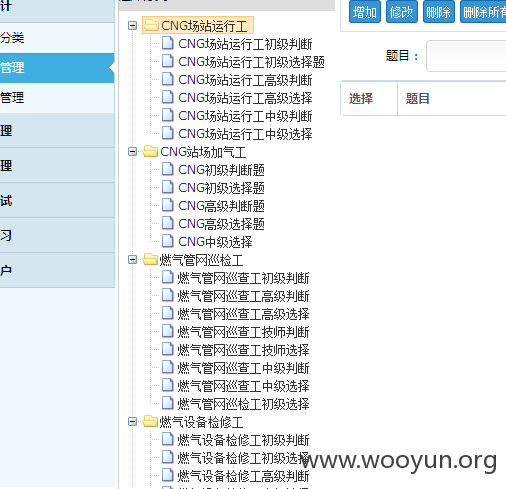 计
分类
管理
管理
理
理
试
习
户
CNG场站运行工
CNG场站运行工初级判断
CNG场站运行工初级选择题
CNG场站运行工高级判断
CNG场站运行工高级选择
CNG场站运行工中级判断
CNG场站运行工中级选择
CNG站场加气工
CNG初级判断题
CNG初级选择题
CNG高级判断题
CNG高级选择题
CNG中级选择
燃气管网巡检工
燃气管网巡查工初级判断
燃气管网巡查工高级判断
燃气管网巡查工高级选择
燃气管网巡查工技师判断
燃气管网巡查工技师选择
燃气管网巡查工中级判断
燃气管网巡查工中级选择
燃气管网巡检工初级选择
燃气设备检修工
燃气设备检修工初级判断
燃气设备检修工初级选择
燃气设备检修工高级判断
增加 修改 删除 删除所有
题目：
选择 题目
www.wooyun.org